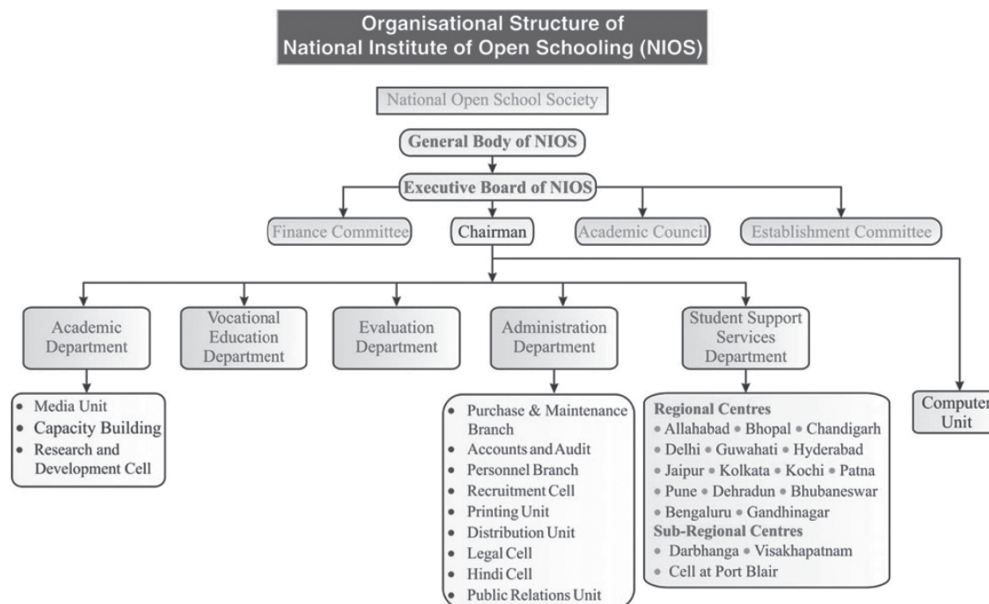 Organisational Structure of
National Institute of Open Schooling (NIOS)
National Open School Society
General Body of NIOS
Executive Board of NIOS
Finance Committee
Chairman
Academic Council
Establishment Committee
Academic
Department
Vocational
Education
Department
Evaluation
Department
Administration
Department
Student Support
Services
Department
Computer
Unit
• Media Unit
• Capacity Building
• Research and
Development Cell
• Purchase & Maintenance
Branch
• Accounts and Audit
• Personnel Branch
• Recruitment Cell
• Printing Unit
• Distribution Unit
• Legal Cell
• Hindi Cell
• Public Relations Unit
Regional Centres
• Allahabad • Bhopal • Chandigarh
• Delhi • Guwahati • Hyderabad
• Jaipur • Kolkata • Kochi • Patna
• Pune • Dehradun • Bhubaneswar
• Bengaluru • Gandhinagar
Sub-Regional Centres
• Darbhanga • Visakhapatnam
• Cell at Port Blair